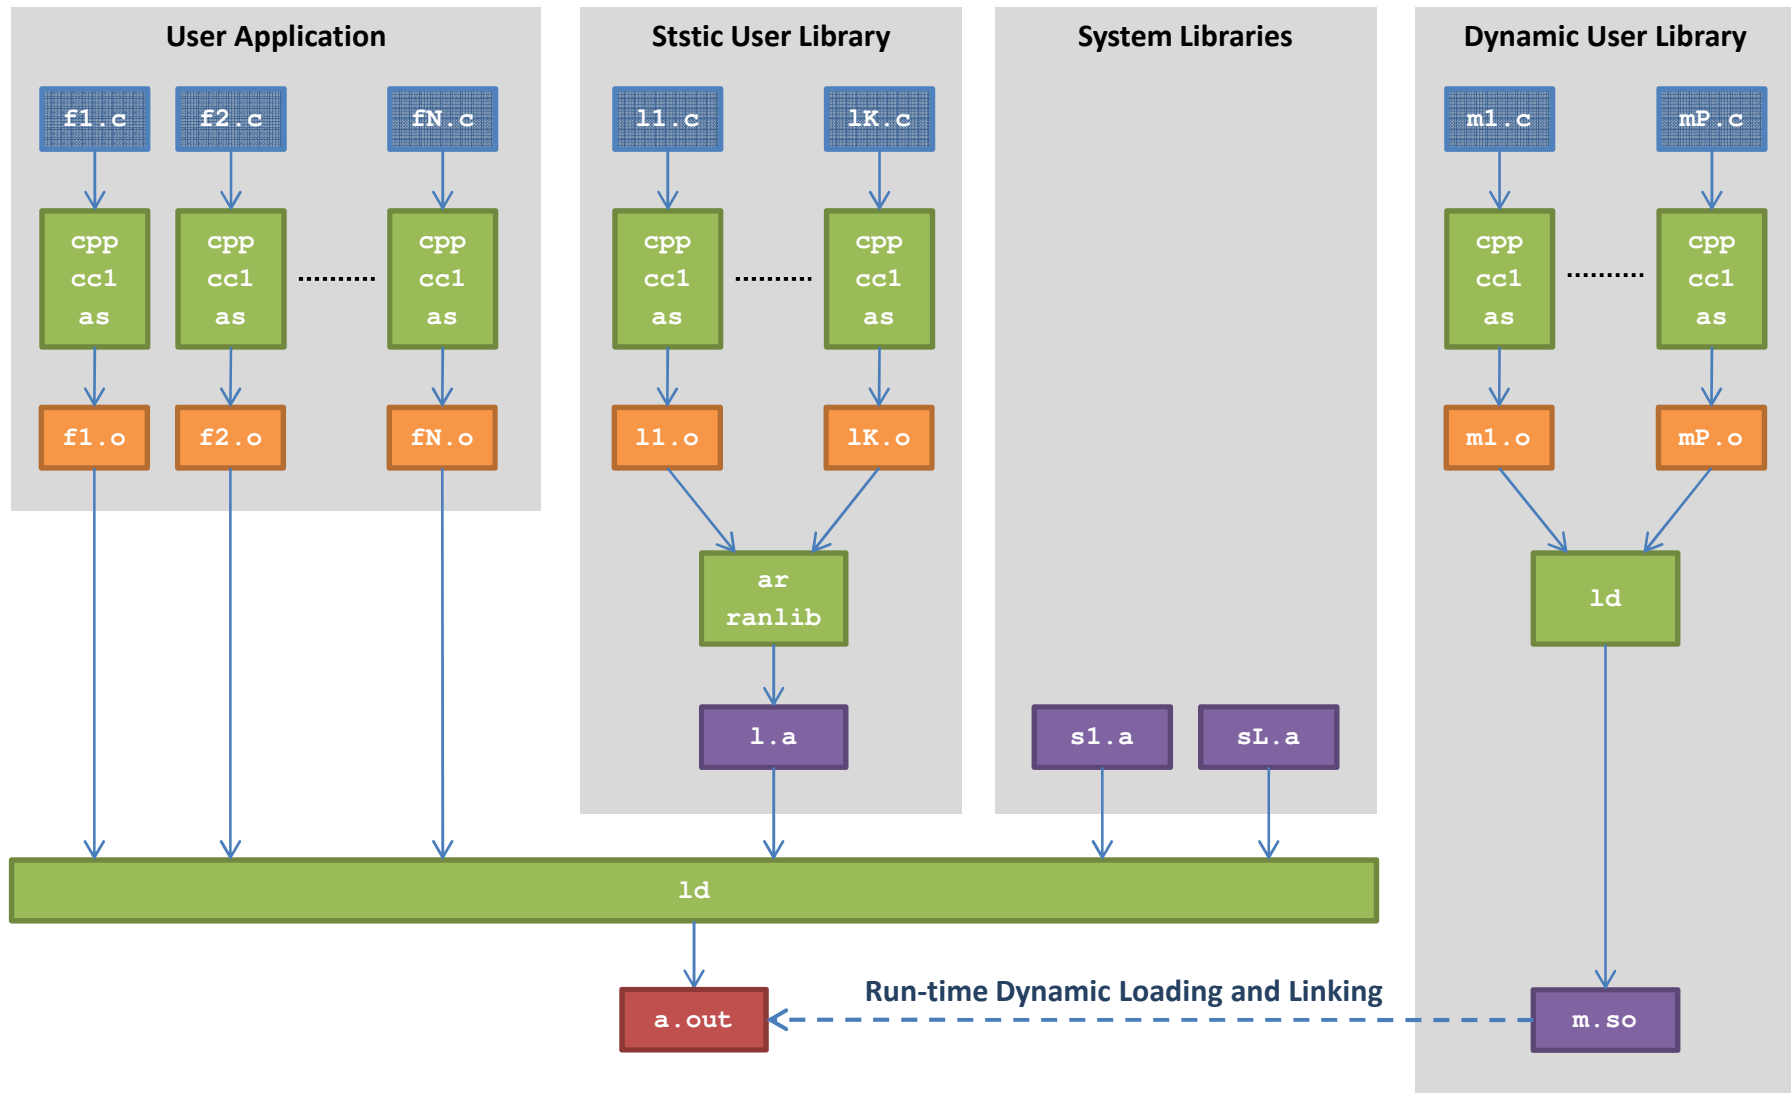 User Application
Ststic User Library
System Libraries
Dynamic User Library
f1.c
f2.c
fN.c
l1.c
lK.c
m1.c
mP.c
cpp
cc1
as
cpp
cc1
as
cpp
cc1
as
cpp
cc1
as
cpp
cc1
as
cpp
cc1
as
cpp
cc1
as
f1.o
f2.o
fN.o
l1.o
lK.o
m1.o
mP.o
ar
ranlib
ld
l.a
s1.a
sL.a
ld
Run-time Dynamic Loading and Linking
a.out
m.so